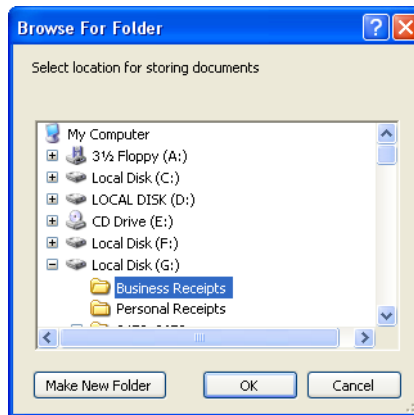 Browse For Folder
Select location for storing documents
My Computer
3½ Floppy (A:)
Local Disk (C:)
LOCAL DISK (D:)
CD Drive (E:)
Local Disk (F:)
Local Disk (G:)
Business Receipts
Personal Receipts
Make New Folder OK Cancel